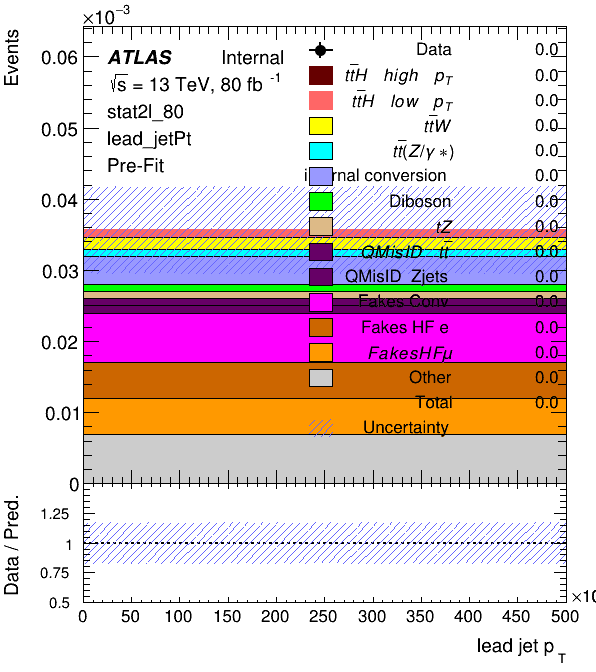 ×10⁻³
Events
ATLAS Internal
√s = 13 TeV, 80 fb⁻¹
stat2l_80
lead_jetPt
Pre-Fit
Data 0.0
tt̄H high p_T 0.0
tt̄H low p_T 0.0
tt̄W 0.0
tt̄(Z/γ*) 0.0
internal conversion 0.0
Diboson 0.0
tZ 0.0
QMisID tt̄ 0.0
QMisID Zjets 0.0
Fakes Conv 0.0
Fakes HF e 0.0
FakesHFμ 0.0
Other 0.0
Total 0.0
Uncertainty
0.06
0.05
0.04
0.03
0.02
0.01
0
Data / Pred.
1.25
1
0.75
0.5
0 50 100 150 200 250 300 350 400 450 500
lead jet p_T